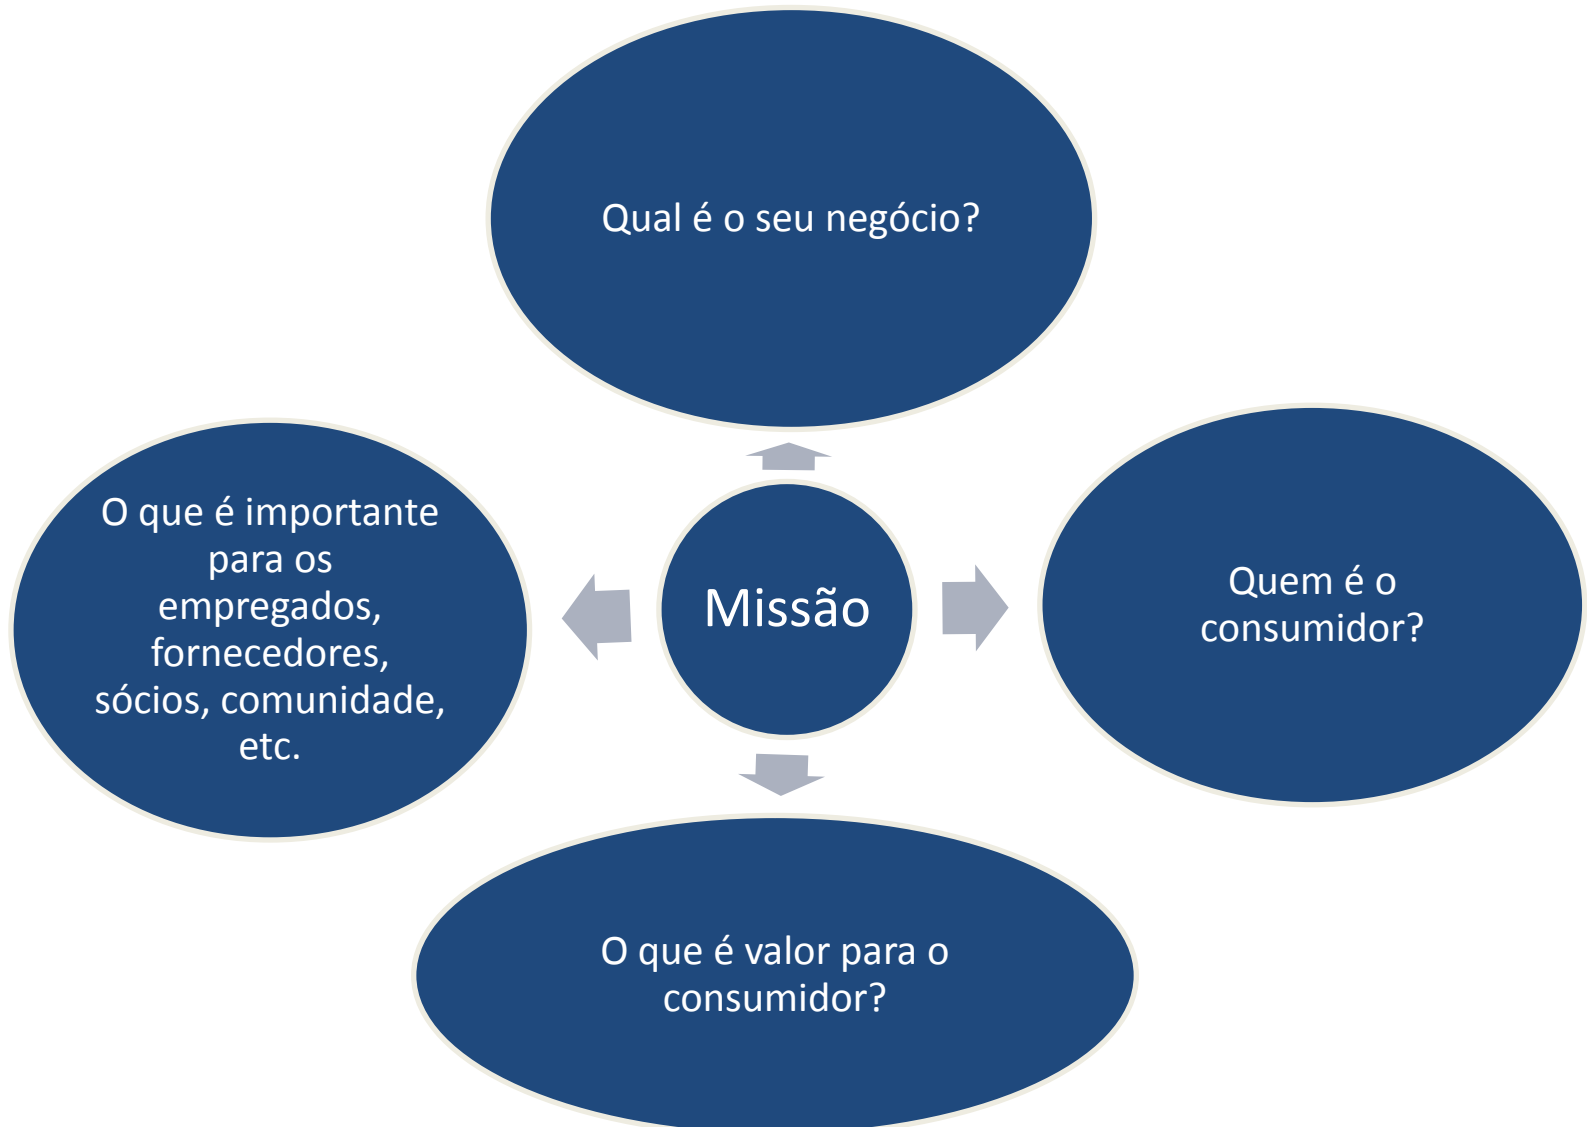 Qual é o seu negócio?
O que é importante
para os
empregados,
fornecedores,
sócios, comunidade,
etc.
Missão
Quem é o
consumidor?
O que é valor para o
consumidor?